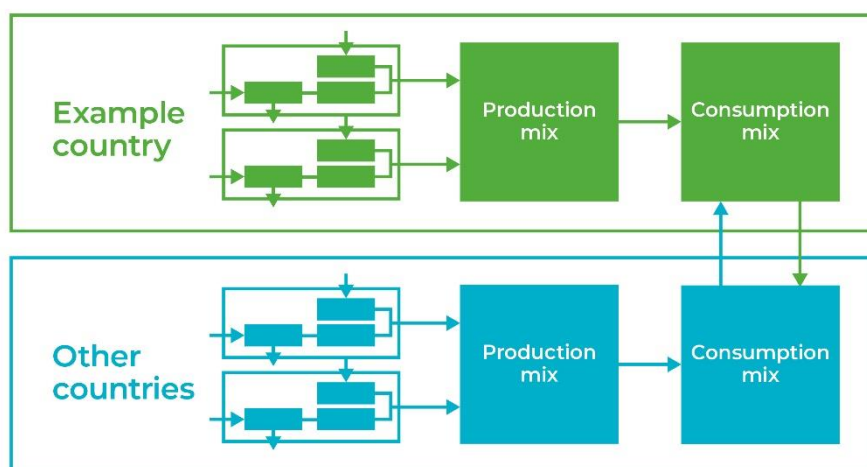 Example
country
Production
mix
Consumption
mix
Other
countries
Production
mix
Consumption
mix